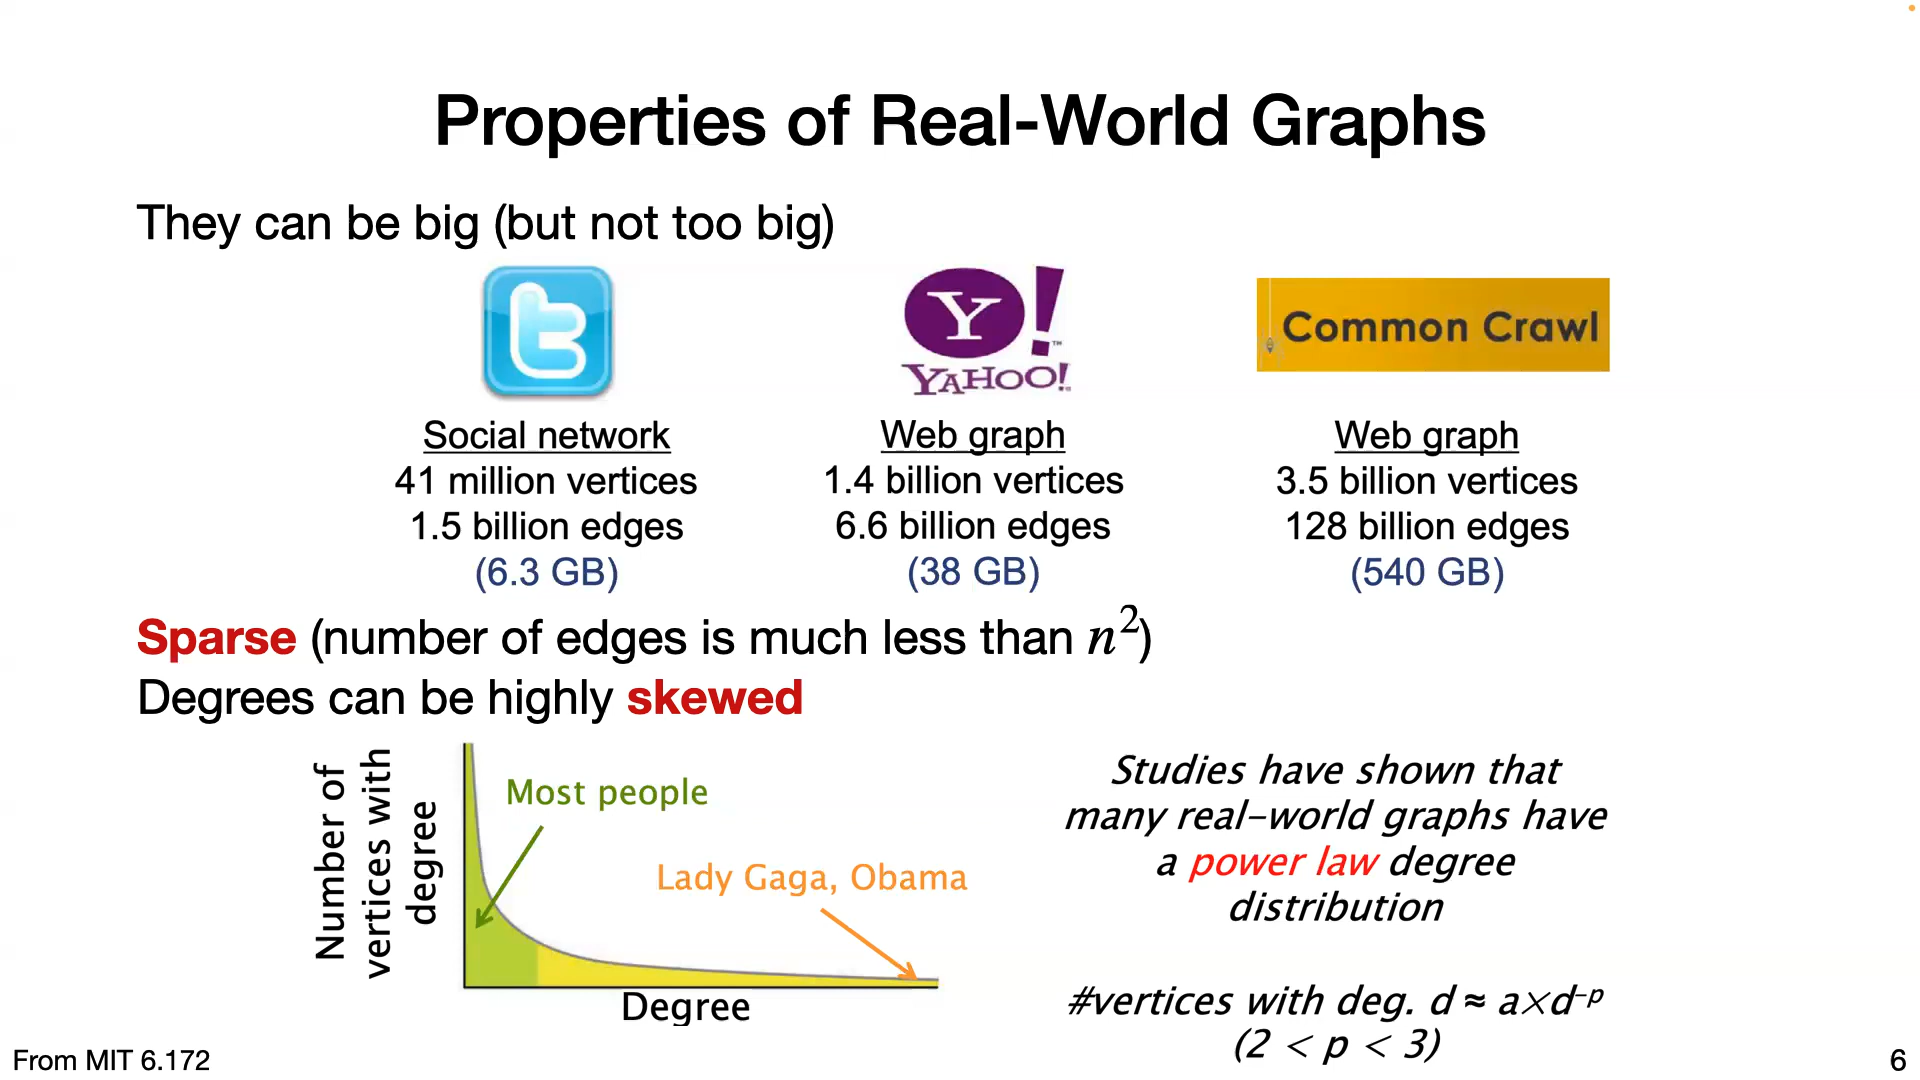 Properties of Real-World Graphs
They can be big (but not too big)
Y!
™
YAHOO!
Common Crawl
Social network
41 million vertices
1.5 billion edges
(6.3 GB)
Web graph
1.4 billion vertices
6.6 billion edges
(38 GB)
Web graph
3.5 billion vertices
128 billion edges
(540 GB)
Sparse (number of edges is much less than n²)
Degrees can be highly skewed
Number of
vertices with
degree
Most people
Lady Gaga, Obama
Degree
Studies have shown that
many real-world graphs have
a power law degree
distribution
#vertices with deg. d ≈ a×d⁻ᵖ
(2 < p < 3)
From MIT 6.172
6